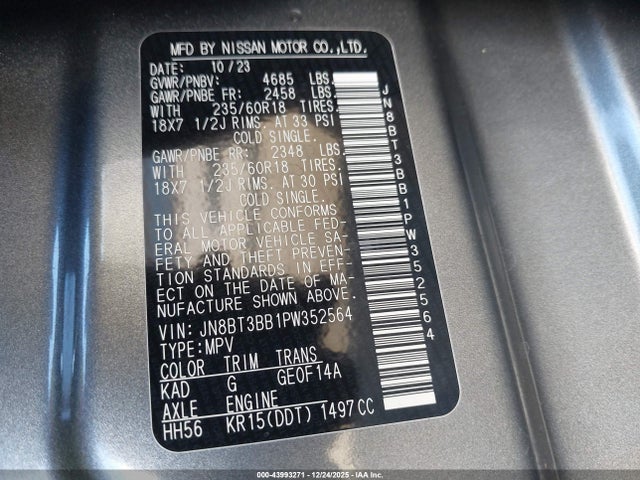 MFD BY NISSAN MOTOR CO.,LTD.
DATE: 10/23
GVWR/PNBV: 4685 LBS.
GAWR/PNBE FR: 2458 LBS.
WITH 235/60R18 TIRES.
18X7 1/2J RIMS. AT 33 PSI
COLD SINGLE.
GAWR/PNBE RR: 2348 LBS.
WITH 235/60R18 TIRES.
18X7 1/2J RIMS. AT 30 PSI
COLD SINGLE.
THIS VEHICLE CONFORMS
TO ALL APPLICABLE FED-
ERAL MOTOR VEHICLE SA-
FETY AND THEFT PREVEN-
TION STANDARDS IN EFF-
ECT ON THE DATE OF MA-
NUFACTURE SHOWN ABOVE.
VIN: JN8BT3BB1PW352564
TYPE:MPV
COLOR TRIM TRANS
KAD G GE0F14A
AXLE ENGINE
HH56 KR15(DDT) 1497CC
JN8BT3BB1PW352564
000-43993271 - 12/24/2025 - IAA Inc.